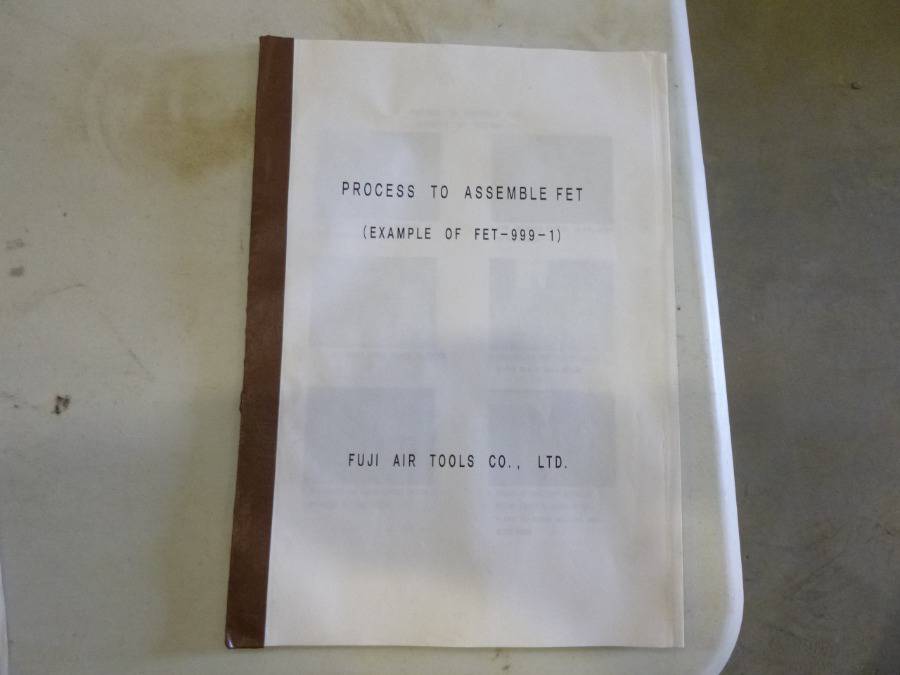 PROCESS TO ASSEMBLE FET
(EXAMPLE OF FET-999-1)
FUJI AIR TOOLS CO., LTD.